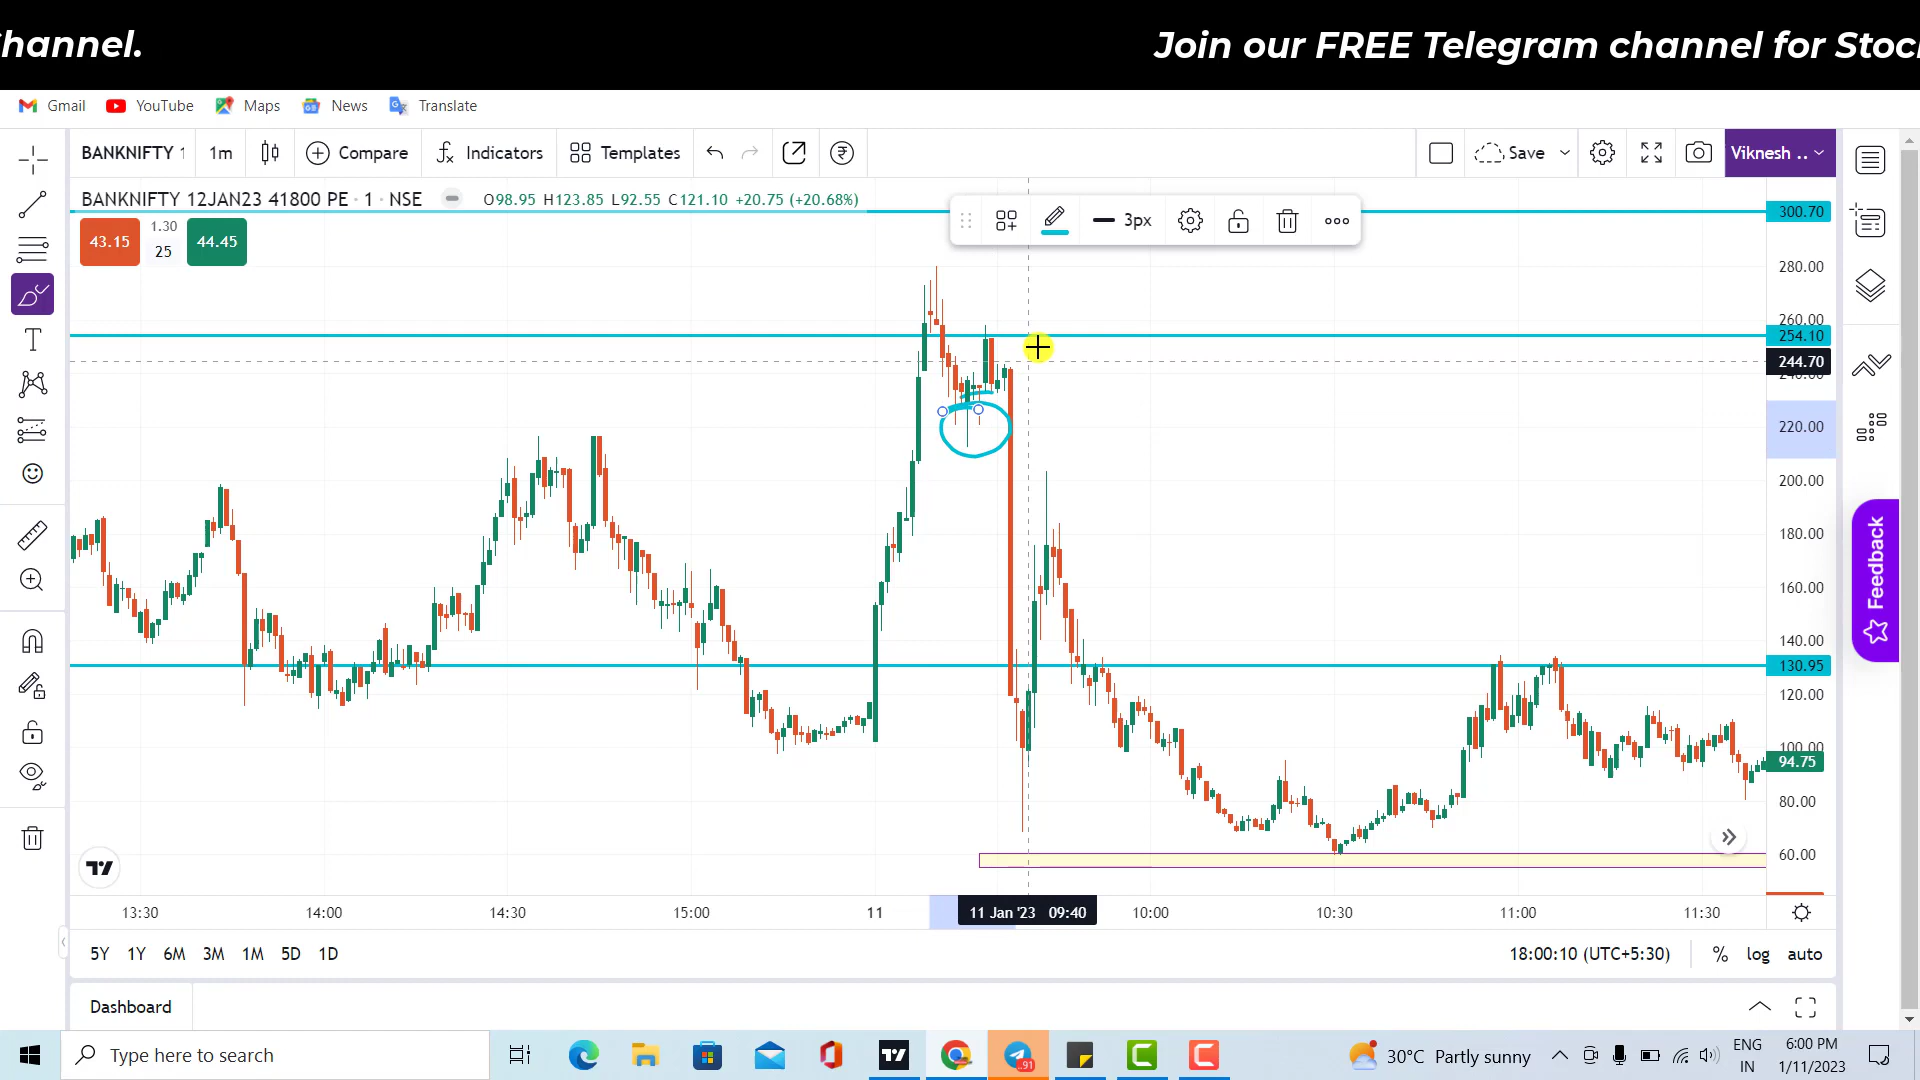 Channel.
Join our FREE Telegram channel for Stoc
Gmail YouTube Maps News Translate
BANKNIFTY 1 1m Compare Indicators Templates Save Viknesh ..
BANKNIFTY 12JAN23 41800 PE · 1 · NSE O98.95 H123.85 L92.55 C121.10 +20.75 (+20.68%)
43.15 1.30 25 44.45
3px
300.70
280.00
260.00
254.10
244.70
240.00
220.00
200.00
180.00
160.00
140.00
130.95
120.00
100.00
94.75
80.00
60.00
Feedback
13:30 14:00 14:30 15:00 11 11 Jan '23 09:40 10:00 10:30 11:00 11:30
5Y 1Y 6M 3M 1M 5D 1D 18:00:10 (UTC+5:30) % log auto
Dashboard
Type here to search 91 30°C Partly sunny ENG IN 6:00 PM 1/11/2023